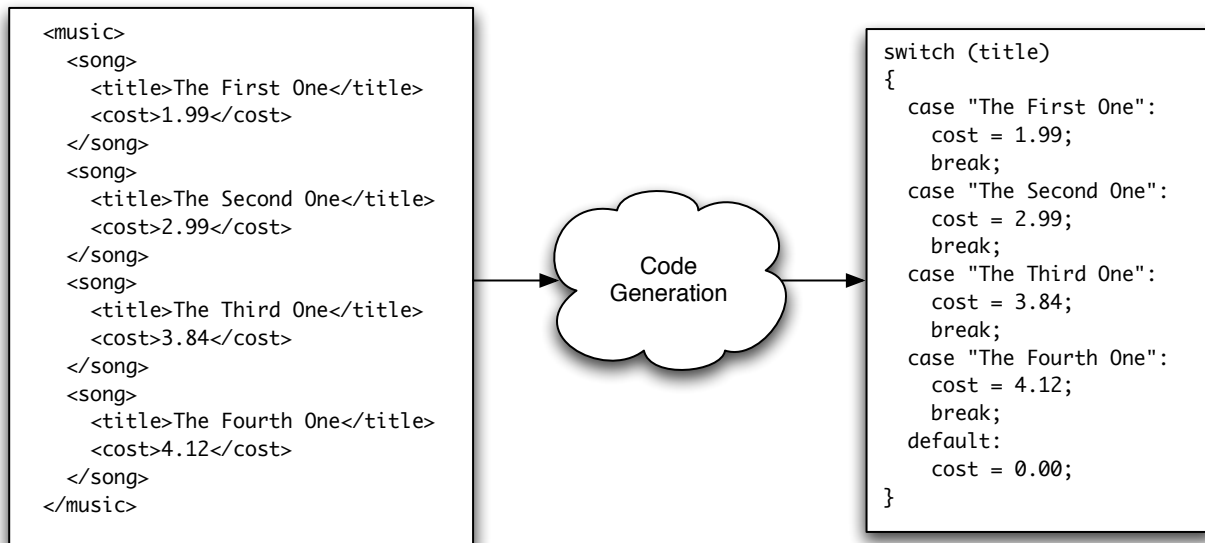 <music>
  <song>
    <title>The First One</title>
    <cost>1.99</cost>
  </song>
  <song>
    <title>The Second One</title>
    <cost>2.99</cost>
  </song>
  <song>
    <title>The Third One</title>
    <cost>3.84</cost>
  </song>
  <song>
    <title>The Fourth One</title>
    <cost>4.12</cost>
  </song>
</music>
Code
Generation
switch (title)
{
  case "The First One":
    cost = 1.99;
    break;
  case "The Second One":
    cost = 2.99;
    break;
  case "The Third One":
    cost = 3.84;
    break;
  case "The Fourth One":
    cost = 4.12;
    break;
  default:
    cost = 0.00;
}